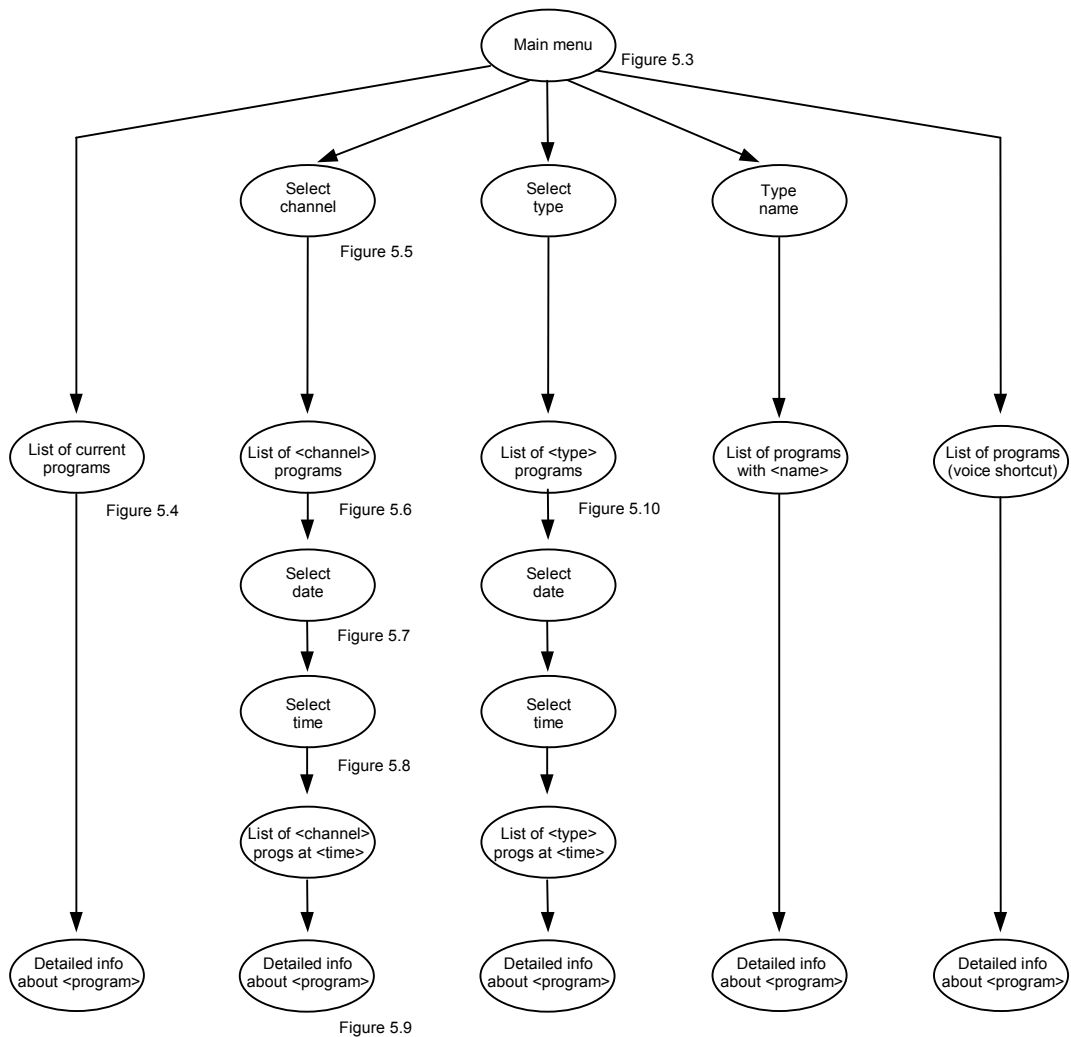 Main menu
Figure 5.3
Select
channel
Select
type
Type
name
Figure 5.5
List of current
programs
List of <channel>
programs
List of <type>
programs
List of programs
with <name>
List of programs
(voice shortcut)
Figure 5.4
Figure 5.6
Figure 5.10
Select
date
Select
date
Figure 5.7
Select
time
Select
time
Figure 5.8
List of <channel>
progs at <time>
List of <type>
progs at <time>
Detailed info
about <program>
Detailed info
about <program>
Detailed info
about <program>
Detailed info
about <program>
Detailed info
about <program>
Figure 5.9